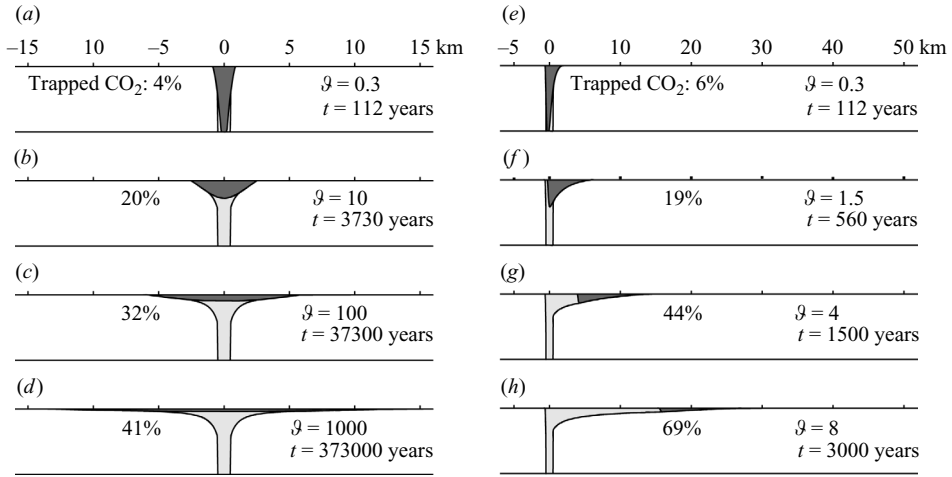 (a)
−15 −10 −5 0 5 10 15 km
Trapped CO₂: 4%
ϑ = 0.3
t = 112 years
(b)
20%
ϑ = 10
t = 3730 years
(c)
32%
ϑ = 100
t = 37300 years
(d)
41%
ϑ = 1000
t = 373000 years
(e)
−5 0 10 20 30 40 50 km
Trapped CO₂: 6%
ϑ = 0.3
t = 112 years
(f)
19%
ϑ = 1.5
t = 560 years
(g)
44%
ϑ = 4
t = 1500 years
(h)
69%
ϑ = 8
t = 3000 years